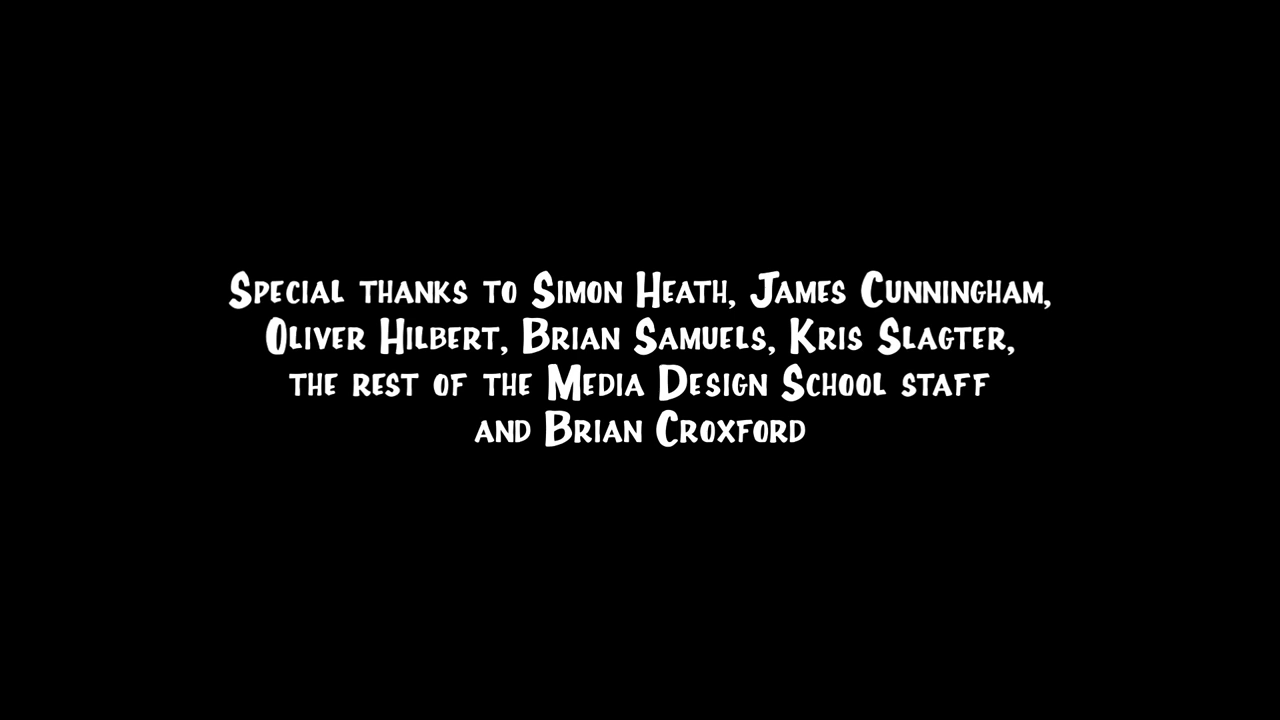 Special thanks to Simon Heath, James Cunningham,
Oliver Hilbert, Brian Samuels, Kris Slagter,
the rest of the Media Design School staff
and Brian Croxford